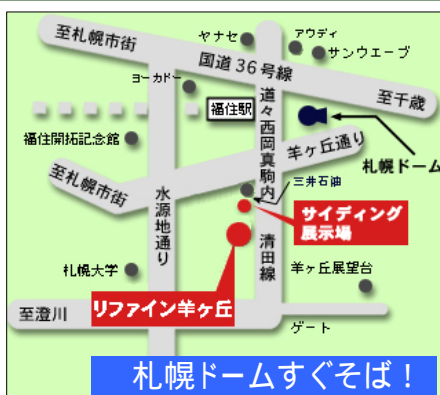 至札幌市街
ヤナセ
アウディ
サンウエーブ
国道36号線
ヨーカドー
至千歳
福住駅
道々西岡真駒内
清田線
福住開拓記念館
羊ヶ丘通り
札幌ドーム
至札幌市街
水源地通り
三井石油
サイディング
展示場
札幌大学
リファイン羊ヶ丘
羊ヶ丘展望台
至澄川
ゲート
札幌ドームすぐそば！